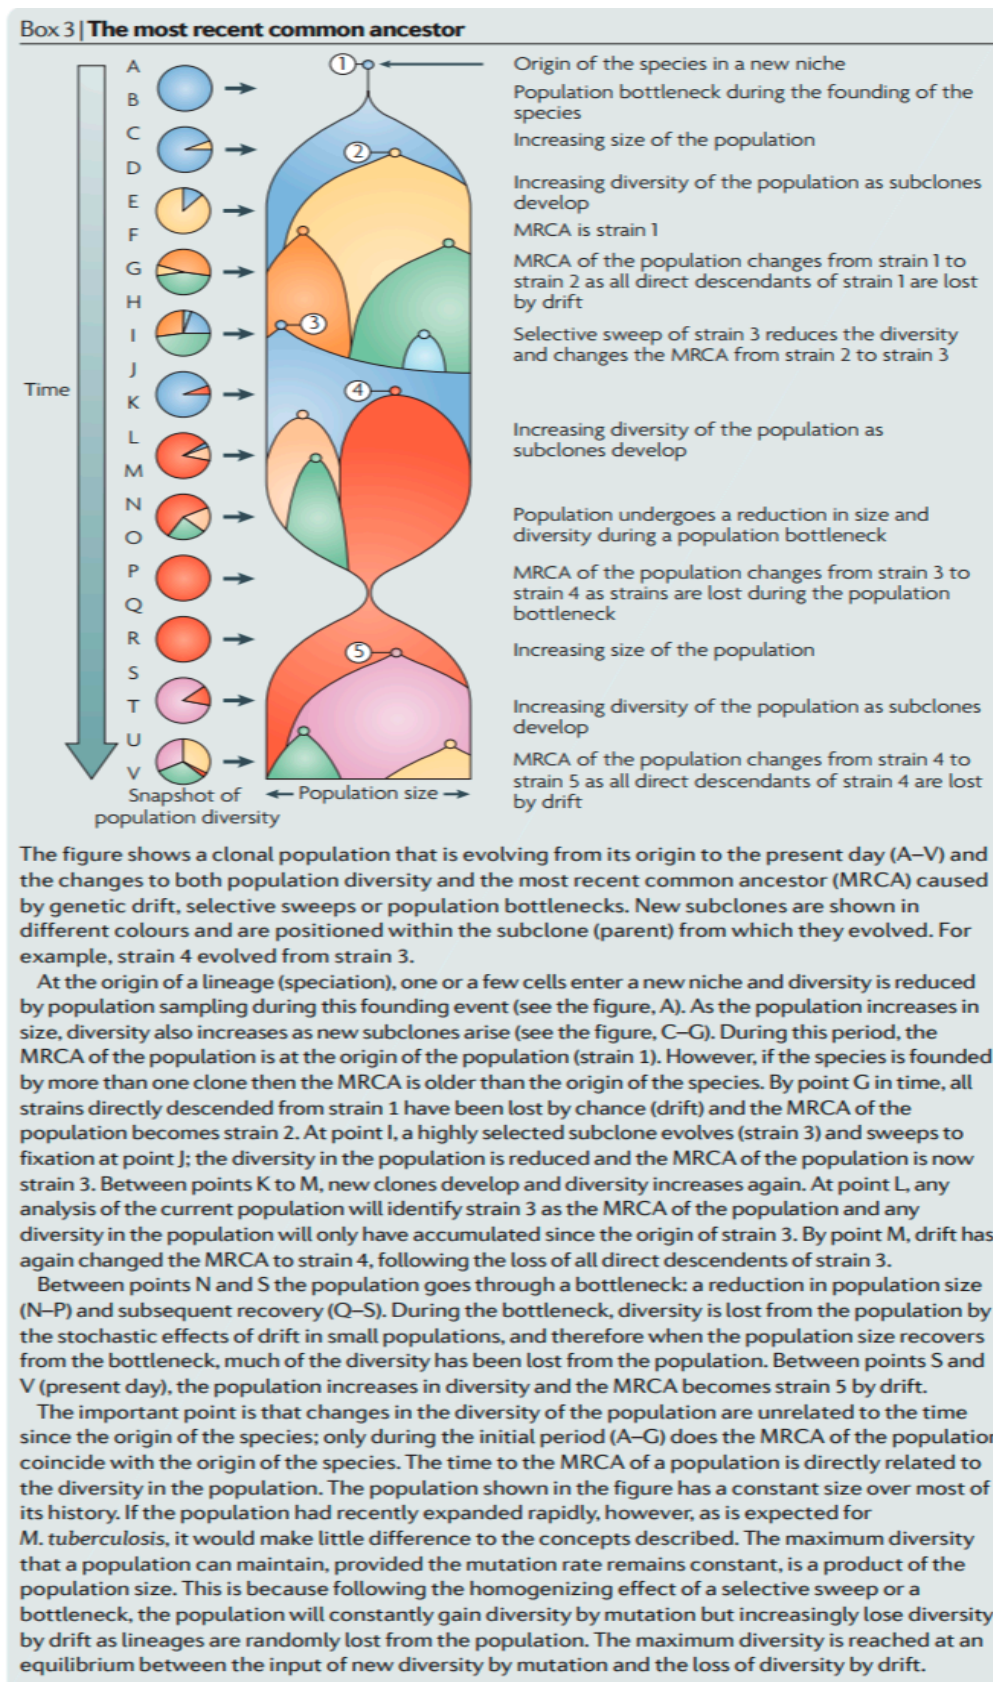 Box 3 | The most recent common ancestor
A
B
C
D
E
F
G
H
I
J
K
L
M
N
O
P
Q
R
S
T
U
V
Time
1
2
3
4
5
Snapshot of
population diversity
Population size
Origin of the species in a new niche
Population bottleneck during the founding of the
species
Increasing size of the population
Increasing diversity of the population as subclones
develop
MRCA is strain 1
MRCA of the population changes from strain 1 to
strain 2 as all direct descendants of strain 1 are lost
by drift
Selective sweep of strain 3 reduces the diversity
and changes the MRCA from strain 2 to strain 3
Increasing diversity of the population as
subclones develop
Population undergoes a reduction in size and
diversity during a population bottleneck
MRCA of the population changes from strain 3 to
strain 4 as strains are lost during the population
bottleneck
Increasing size of the population
Increasing diversity of the population as subclones
develop
MRCA of the population changes from strain 4 to
strain 5 as all direct descendants of strain 4 are lost
by drift
The figure shows a clonal population that is evolving from its origin to the present day (A–V) and
the changes to both population diversity and the most recent common ancestor (MRCA) caused
by genetic drift, selective sweeps or population bottlenecks. New subclones are shown in
different colours and are positioned within the subclone (parent) from which they evolved. For
example, strain 4 evolved from strain 3.
At the origin of a lineage (speciation), one or a few cells enter a new niche and diversity is reduced
by population sampling during this founding event (see the figure, A). As the population increases in
size, diversity also increases as new subclones arise (see the figure, C–G). During this period, the
MRCA of the population is at the origin of the population (strain 1). However, if the species is founded
by more than one clone then the MRCA is older than the origin of the species. By point G in time, all
strains directly descended from strain 1 have been lost by chance (drift) and the MRCA of the
population becomes strain 2. At point I, a highly selected subclone evolves (strain 3) and sweeps to
fixation at point J; the diversity in the population is reduced and the MRCA of the population is now
strain 3. Between points K to M, new clones develop and diversity increases again. At point L, any
analysis of the current population will identify strain 3 as the MRCA of the population and any
diversity in the population will only have accumulated since the origin of strain 3. By point M, drift has
again changed the MRCA to strain 4, following the loss of all direct descendents of strain 3.
Between points N and S the population goes through a bottleneck: a reduction in population size
(N–P) and subsequent recovery (Q–S). During the bottleneck, diversity is lost from the population by
the stochastic effects of drift in small populations, and therefore when the population size recovers
from the bottleneck, much of the diversity has been lost from the population. Between points S and
V (present day), the population increases in diversity and the MRCA becomes strain 5 by drift.
The important point is that changes in the diversity of the population are unrelated to the time
since the origin of the species; only during the initial period (A–G) does the MRCA of the population
coincide with the origin of the species. The time to the MRCA of a population is directly related to
the diversity in the population. The population shown in the figure has a constant size over most of
its history. If the population had recently expanded rapidly, however, as is expected for
M. tuberculosis, it would make little difference to the concepts described. The maximum diversity
that a population can maintain, provided the mutation rate remains constant, is a product of the
population size. This is because following the homogenizing effect of a selective sweep or a
bottleneck, the population will constantly gain diversity by mutation but increasingly lose diversity
by drift as lineages are randomly lost from the population. The maximum diversity is reached at an
equilibrium between the input of new diversity by mutation and the loss of diversity by drift.